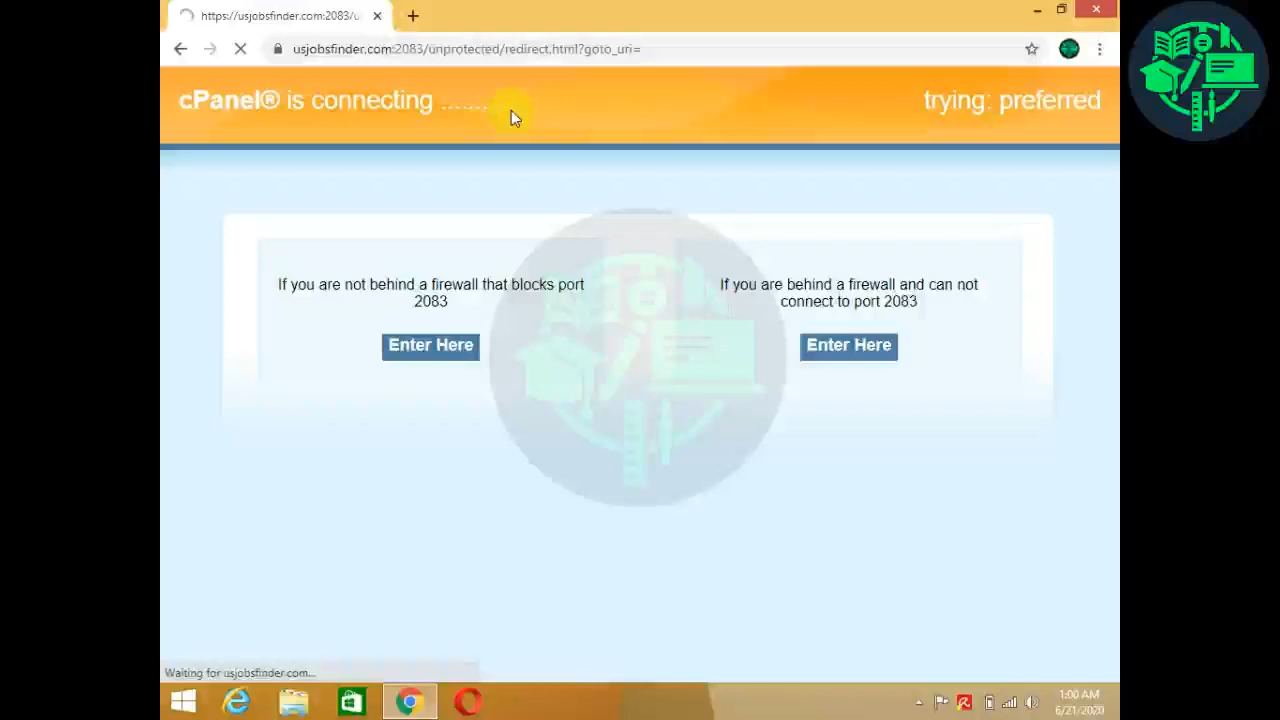 https://usjobsfinder.com:2083/u
usjobsfinder.com:2083/unprotected/redirect.html?goto_uri=
cPanel® is connecting .......
trying: preferred
If you are not behind a firewall that blocks port
2083
Enter Here
If you are behind a firewall and can not
connect to port 2083
Enter Here
Waiting for usjobsfinder.com...
1:00 AM
6/21/2020